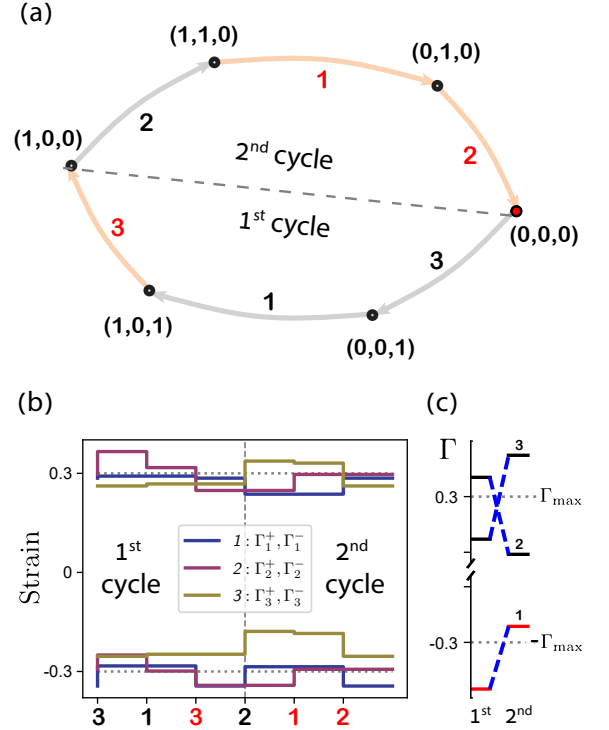 (a)
(1,1,0)
(0,1,0)
1
2
2
(1,0,0)
2nd cycle
1st cycle
3
3
(0,0,0)
1
(1,0,1)
(0,0,1)
(b)
(c)
Strain
0.3
0
-0.3
1st cycle
2nd cycle
1 : Γ₁⁺, Γ₁⁻
2 : Γ₂⁺, Γ₂⁻
3 : Γ₃⁺, Γ₃⁻
3 1 3 2 1 2
Γ
3
0.3
Γmax
2
1
-0.3
-Γmax
1st 2nd